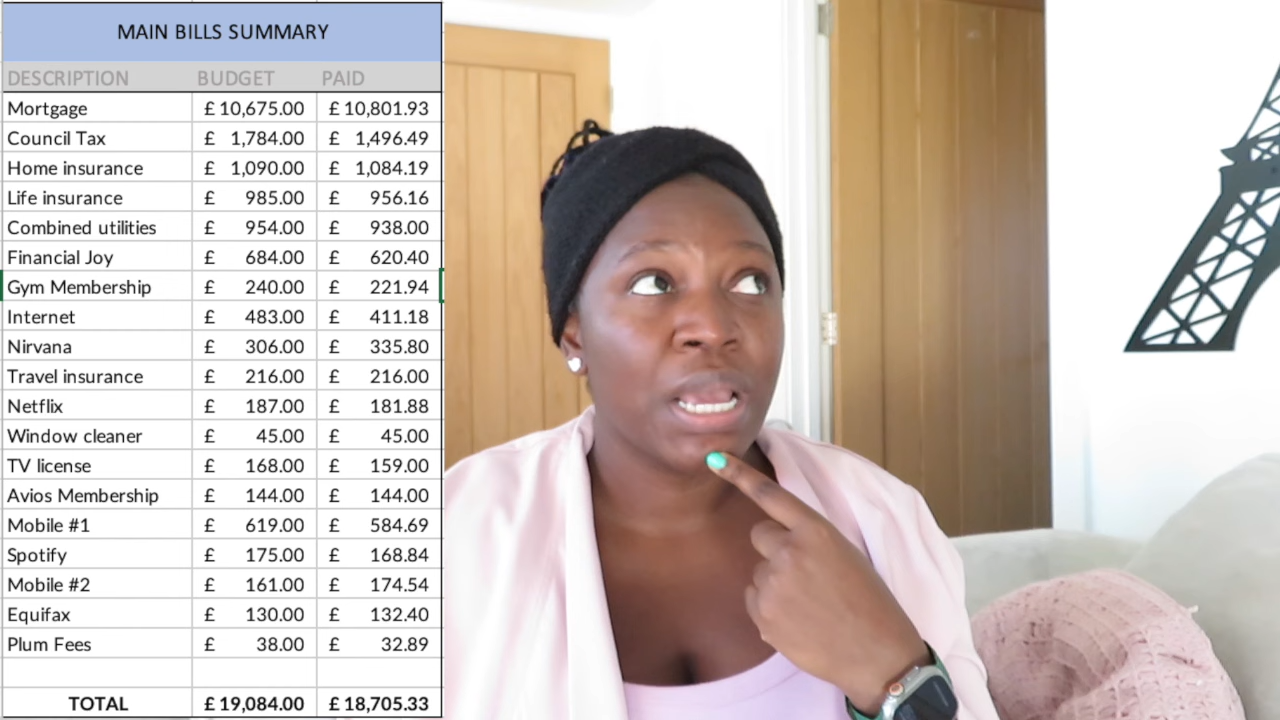 MAIN BILLS SUMMARY
DESCRIPTION BUDGET PAID
Mortgage £ 10,675.00 £ 10,801.93
Council Tax £ 1,784.00 £ 1,496.49
Home insurance £ 1,090.00 £ 1,084.19
Life insurance £ 985.00 £ 956.16
Combined utilities £ 954.00 £ 938.00
Financial Joy £ 684.00 £ 620.40
Gym Membership £ 240.00 £ 221.94
Internet £ 483.00 £ 411.18
Nirvana £ 306.00 £ 335.80
Travel insurance £ 216.00 £ 216.00
Netflix £ 187.00 £ 181.88
Window cleaner £ 45.00 £ 45.00
TV license £ 168.00 £ 159.00
Avios Membership £ 144.00 £ 144.00
Mobile #1 £ 619.00 £ 584.69
Spotify £ 175.00 £ 168.84
Mobile #2 £ 161.00 £ 174.54
Equifax £ 130.00 £ 132.40
Plum Fees £ 38.00 £ 32.89
TOTAL £ 19,084.00 £ 18,705.33